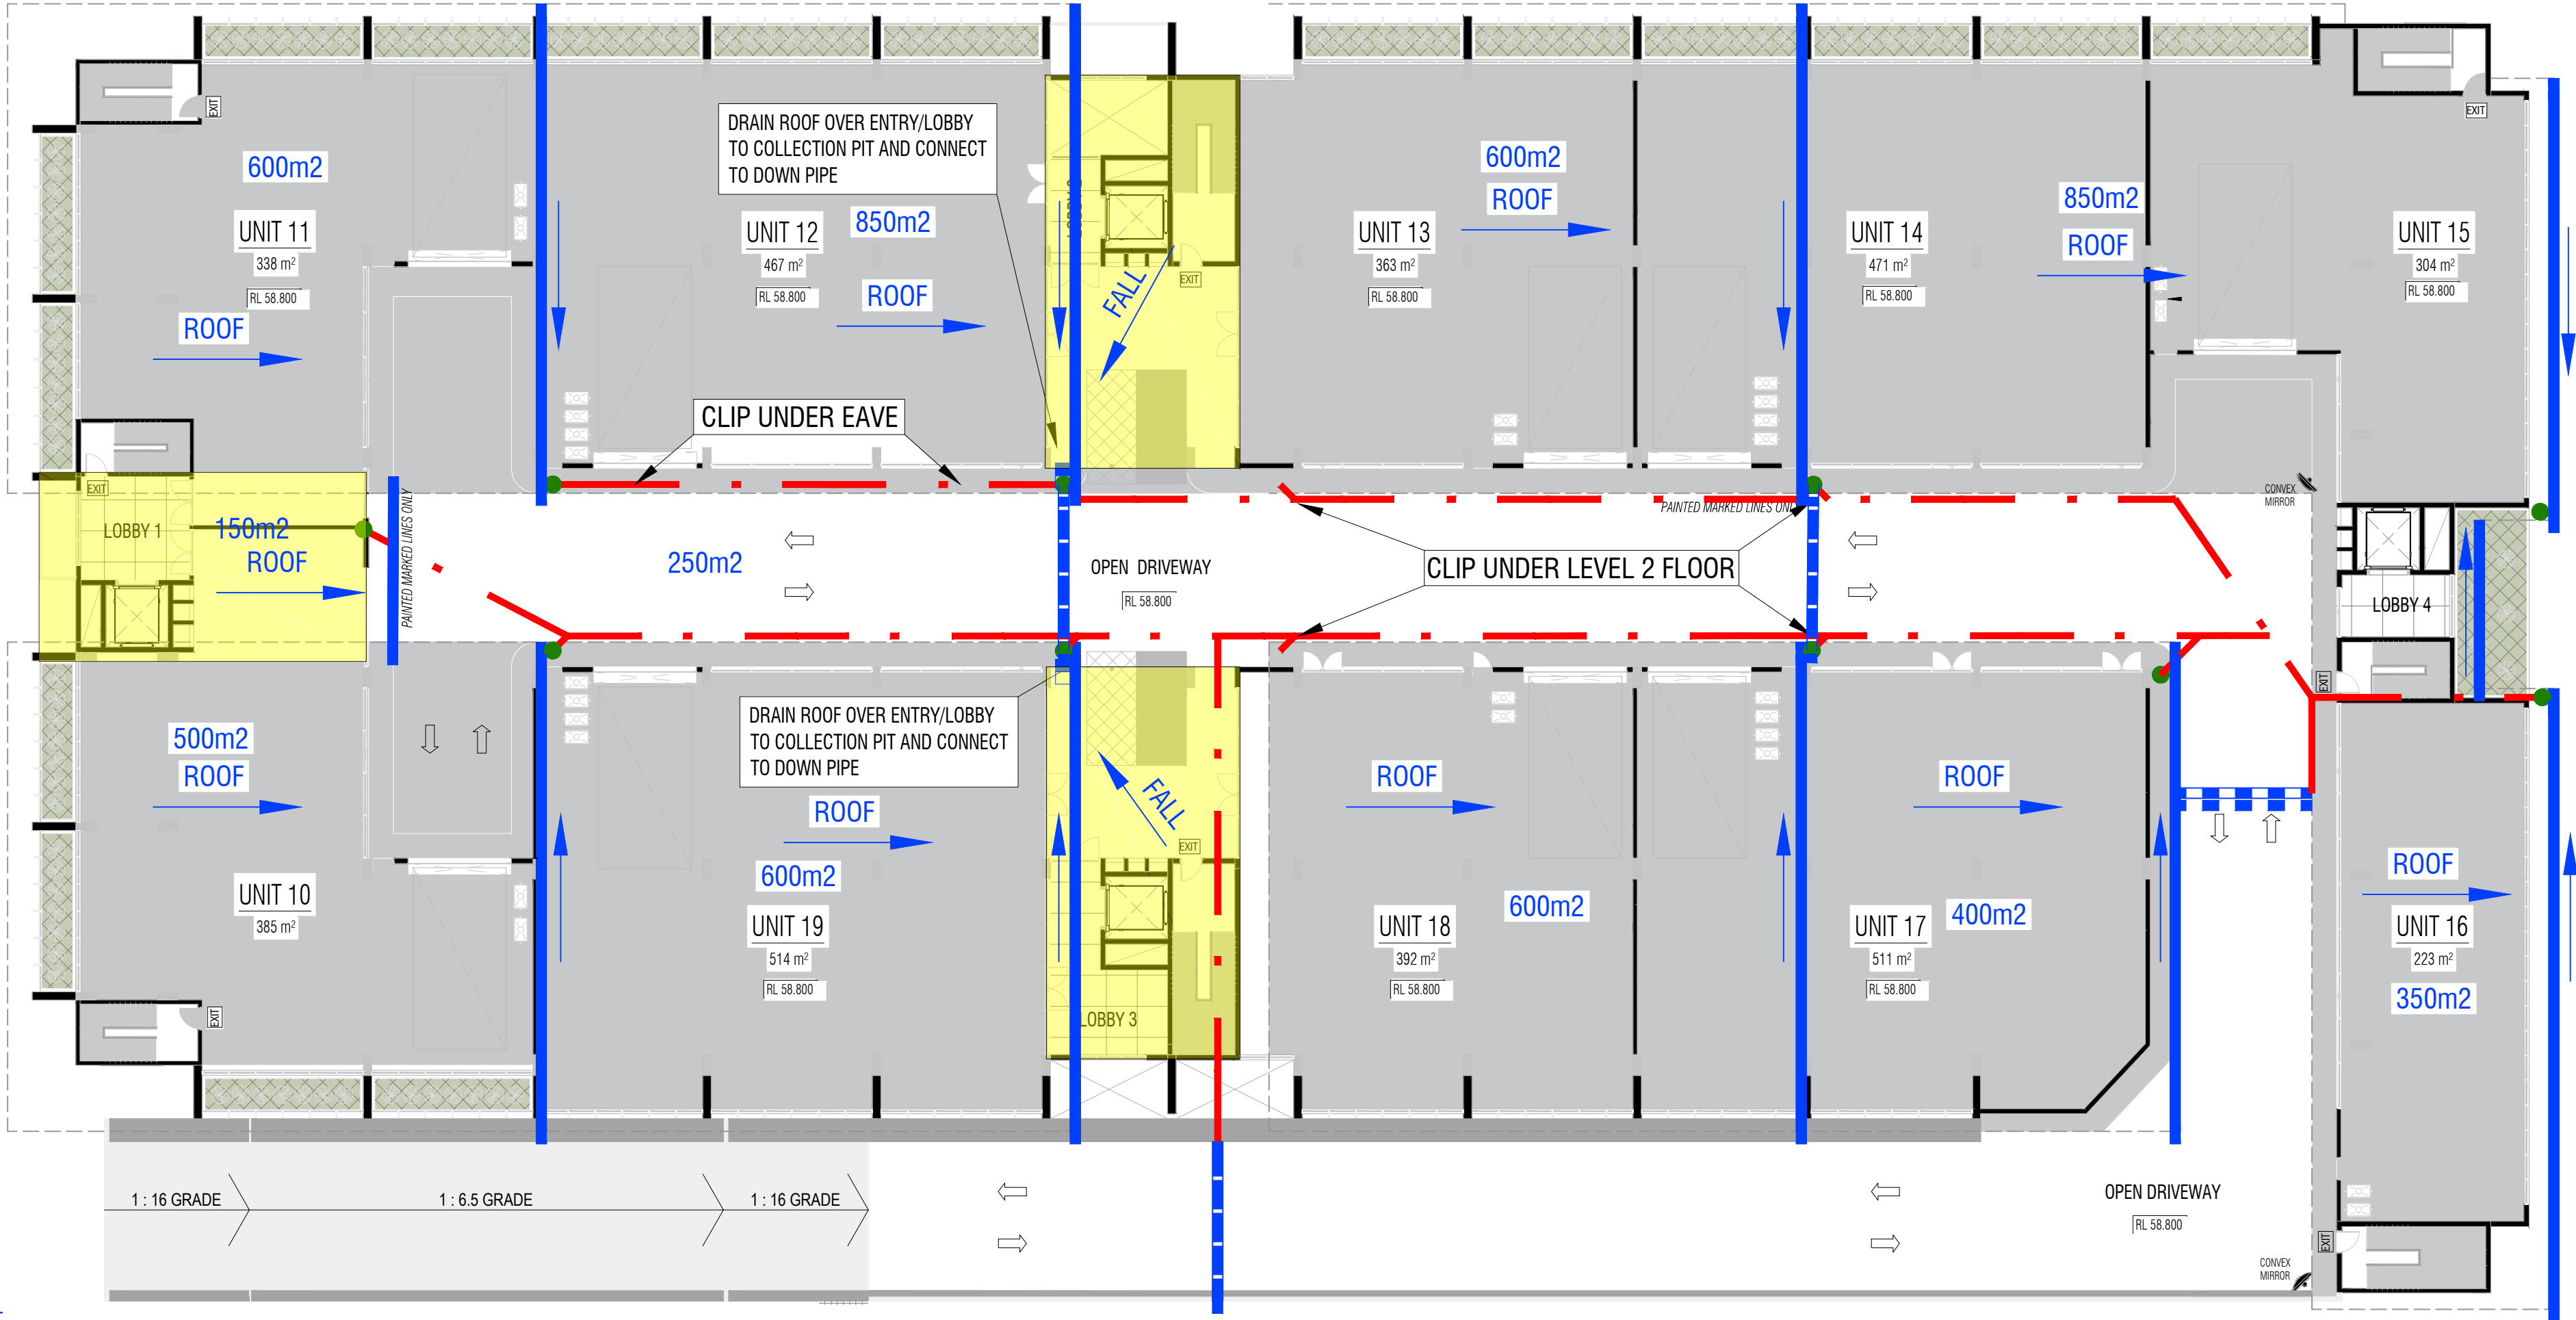 EXIT
600m2
UNIT 11
338 m²
RL 58.800
ROOF
DRAIN ROOF OVER ENTRY/LOBBY
TO COLLECTION PIT AND CONNECT
TO DOWN PIPE
UNIT 12
467 m²
RL 58.800
850m2
ROOF
CLIP UNDER EAVE
FALL
EXIT
600m2
ROOF
UNIT 13
363 m²
RL 58.800
UNIT 14
471 m²
RL 58.800
850m2
ROOF
EXIT
UNIT 15
304 m²
RL 58.800
EXIT
LOBBY 1
150m2
ROOF
PAINTED MARKED LINES ONLY
250m2
OPEN DRIVEWAY
RL 58.800
PAINTED MARKED LINES
CLIP UNDER LEVEL 2 FLOOR
CONVEX
MIRROR
LOBBY 4
EXIT
500m2
ROOF
UNIT 10
385 m²
EXIT
DRAIN ROOF OVER ENTRY/LOBBY
TO COLLECTION PIT AND CONNECT
TO DOWN PIPE
ROOF
600m2
UNIT 19
514 m²
RL 58.800
FALL
EXIT
LOBBY 3
ROOF
600m2
UNIT 18
392 m²
RL 58.800
ROOF
400m2
UNIT 17
511 m²
RL 58.800
ROOF
UNIT 16
223 m²
350m2
1 : 16 GRADE
1 : 6.5 GRADE
1 : 16 GRADE
OPEN DRIVEWAY
RL 58.800
EXIT
CONVEX
MIRROR